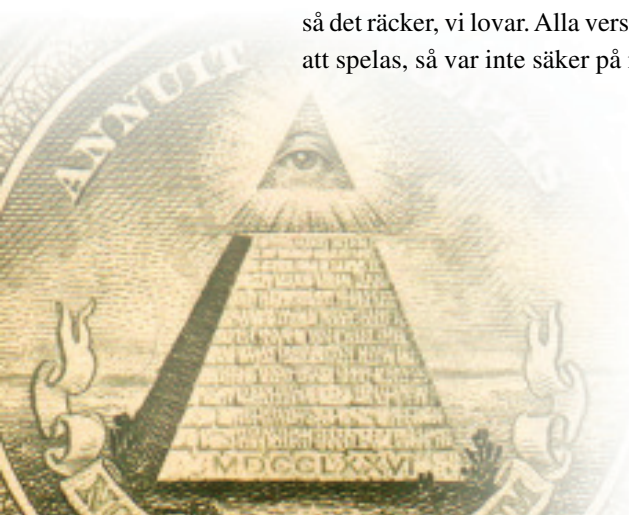 så det räcker, vi lovar. Alla vers
att spelas, så var inte säker på
ANNUIT
MDCCLXXVI